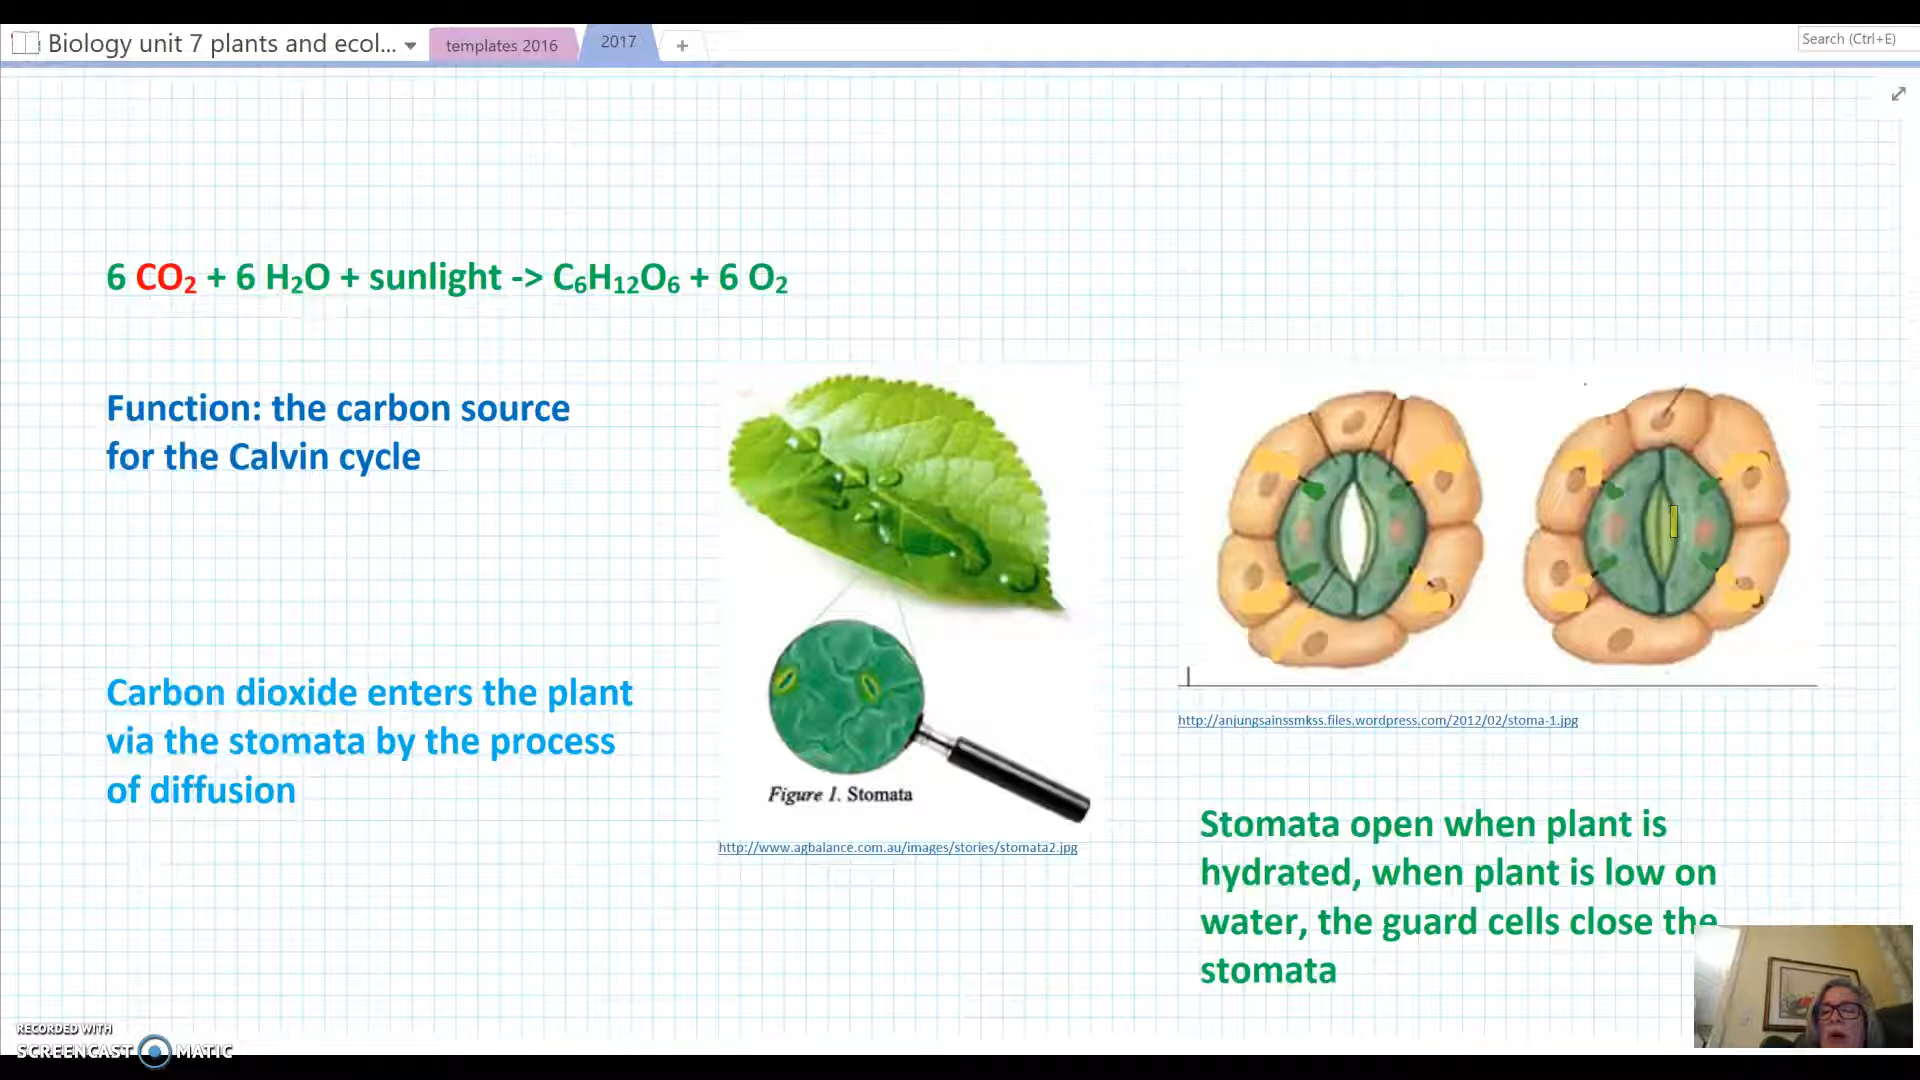 Biology unit 7 plants and ecol...
templates 2016
2017
+
Search (Ctrl+E)
6 CO₂ + 6 H₂O + sunlight -> C₆H₁₂O₆ + 6 O₂
Function: the carbon source
for the Calvin cycle
Carbon dioxide enters the plant
via the stomata by the process
of diffusion
Figure 1. Stomata
http://www.agbalance.com.au/images/stories/stomata2.jpg
http://anjungsainssmkss.files.wordpress.com/2012/02/stoma-1.jpg
Stomata open when plant is
hydrated, when plant is low on
water, the guard cells close the
stomata
RECORDED WITH
SCREENCAST MATIC